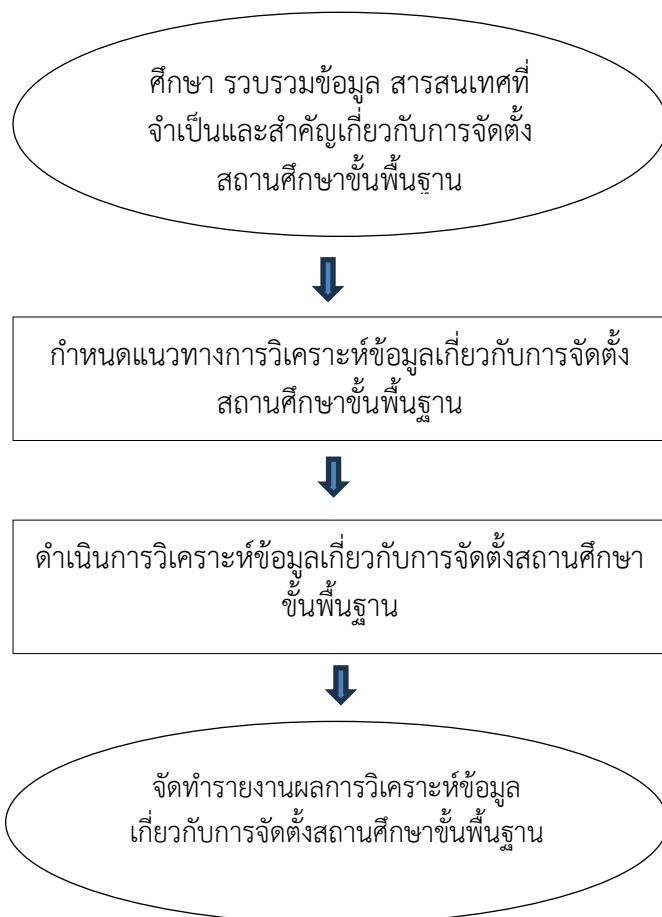 ศึกษา รวบรวมข้อมูล สารสนเทศที่
จำเป็นและสำคัญเกี่ยวกับการจัดตั้ง
สถานศึกษาขั้นพื้นฐาน
กำหนดแนวทางการวิเคราะห์ข้อมูลเกี่ยวกับการจัดตั้ง
สถานศึกษาขั้นพื้นฐาน
ดำเนินการวิเคราะห์ข้อมูลเกี่ยวกับการจัดตั้งสถานศึกษา
ขั้นพื้นฐาน
จัดทำรายงานผลการวิเคราะห์ข้อมูล
เกี่ยวกับการจัดตั้งสถานศึกษาขั้นพื้นฐาน